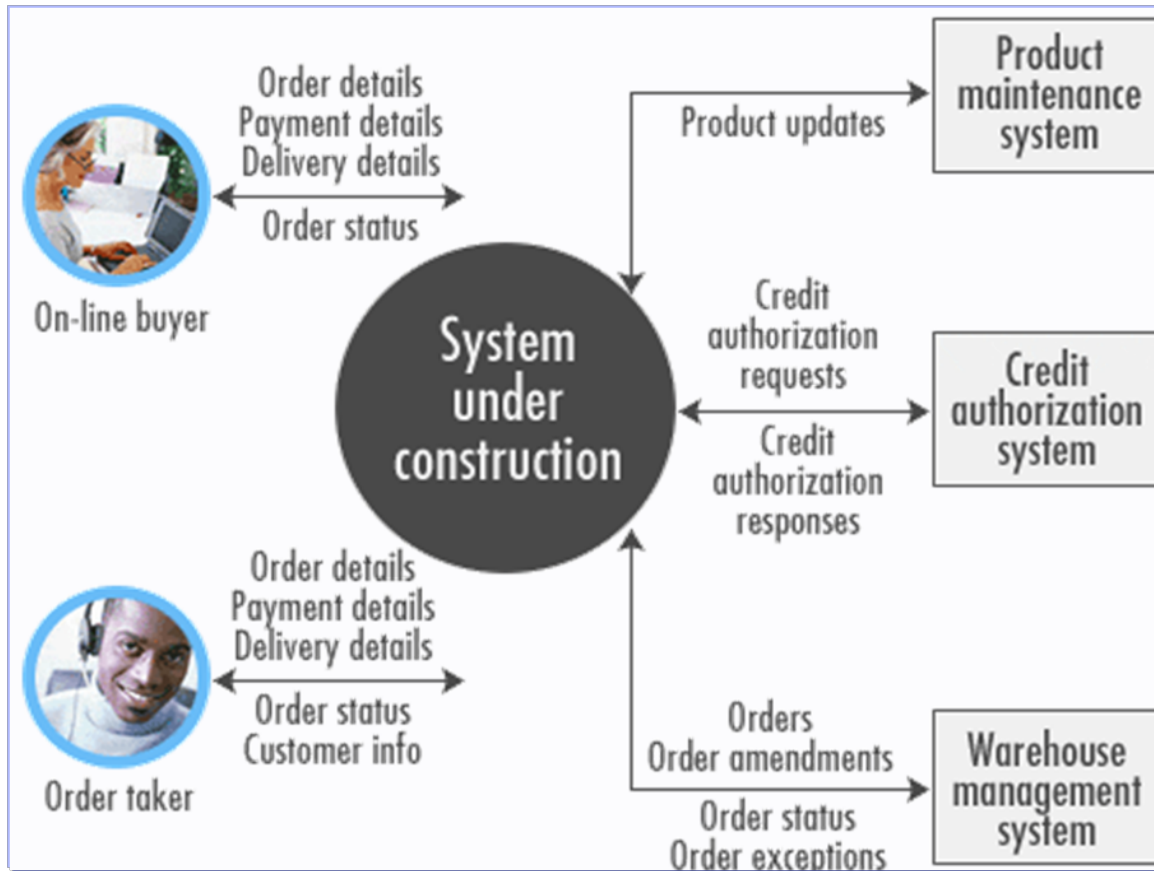 Order details
Payment details
Delivery details
Order status
On-line buyer
Product updates
Product
maintenance
system
System
under
construction
Credit
authorization
requests
Credit
authorization
responses
Credit
authorization
system
Order details
Payment details
Delivery details
Order status
Customer info
Order taker
Orders
Order amendments
Order status
Order exceptions
Warehouse
management
system